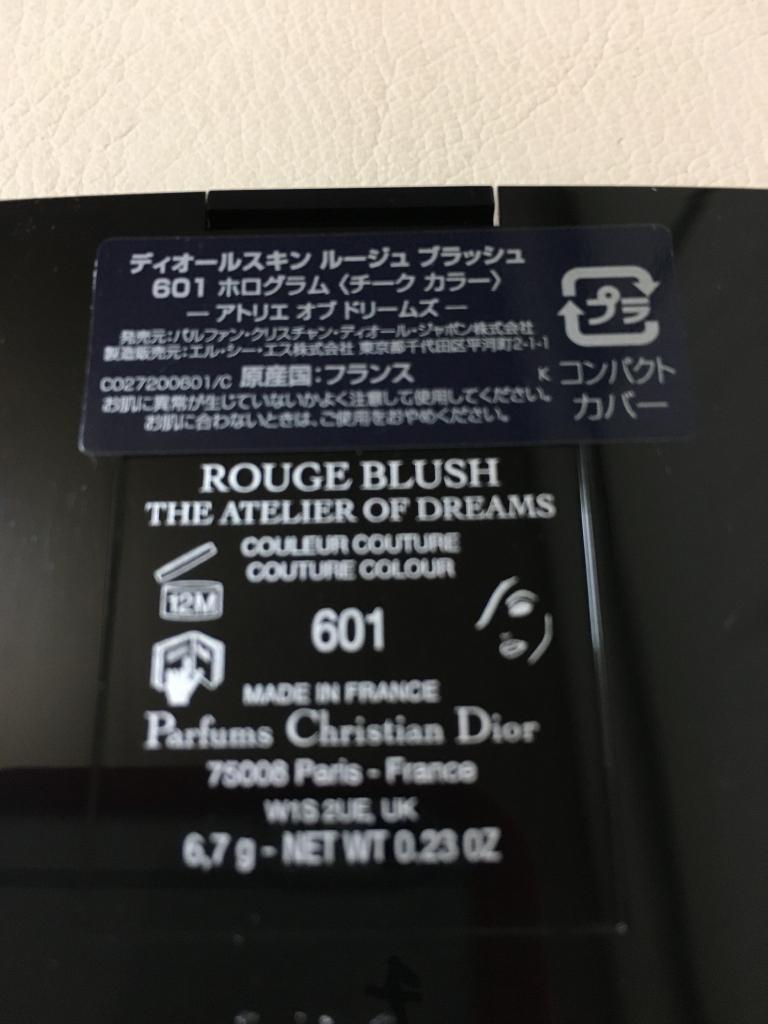 ディオールスキン ルージュ ブラッシュ
601 ホログラム〈チーク カラー〉
― アトリエ オブ ドリームズ ―
発売元:パルファン・クリスチャン・ディオール・ジャポン株式会社
製造販売元:エル・シー・エス株式会社 東京都千代田区平河町2-1-1
C027200601/C 原産国:フランス K
お肌に異常が生じていないかよく注意して使用してください。
お肌に合わないときは、ご使用をおやめください。
プラ
コンパクト
カバー
ROUGE BLUSH
THE ATELIER OF DREAMS
COULEUR COUTURE
COUTURE COLOUR
12M
601
MADE IN FRANCE
Parfums Christian Dior
75008 Paris - France
W1S 2UE, UK
6,7 g - NET WT 0.23 OZ